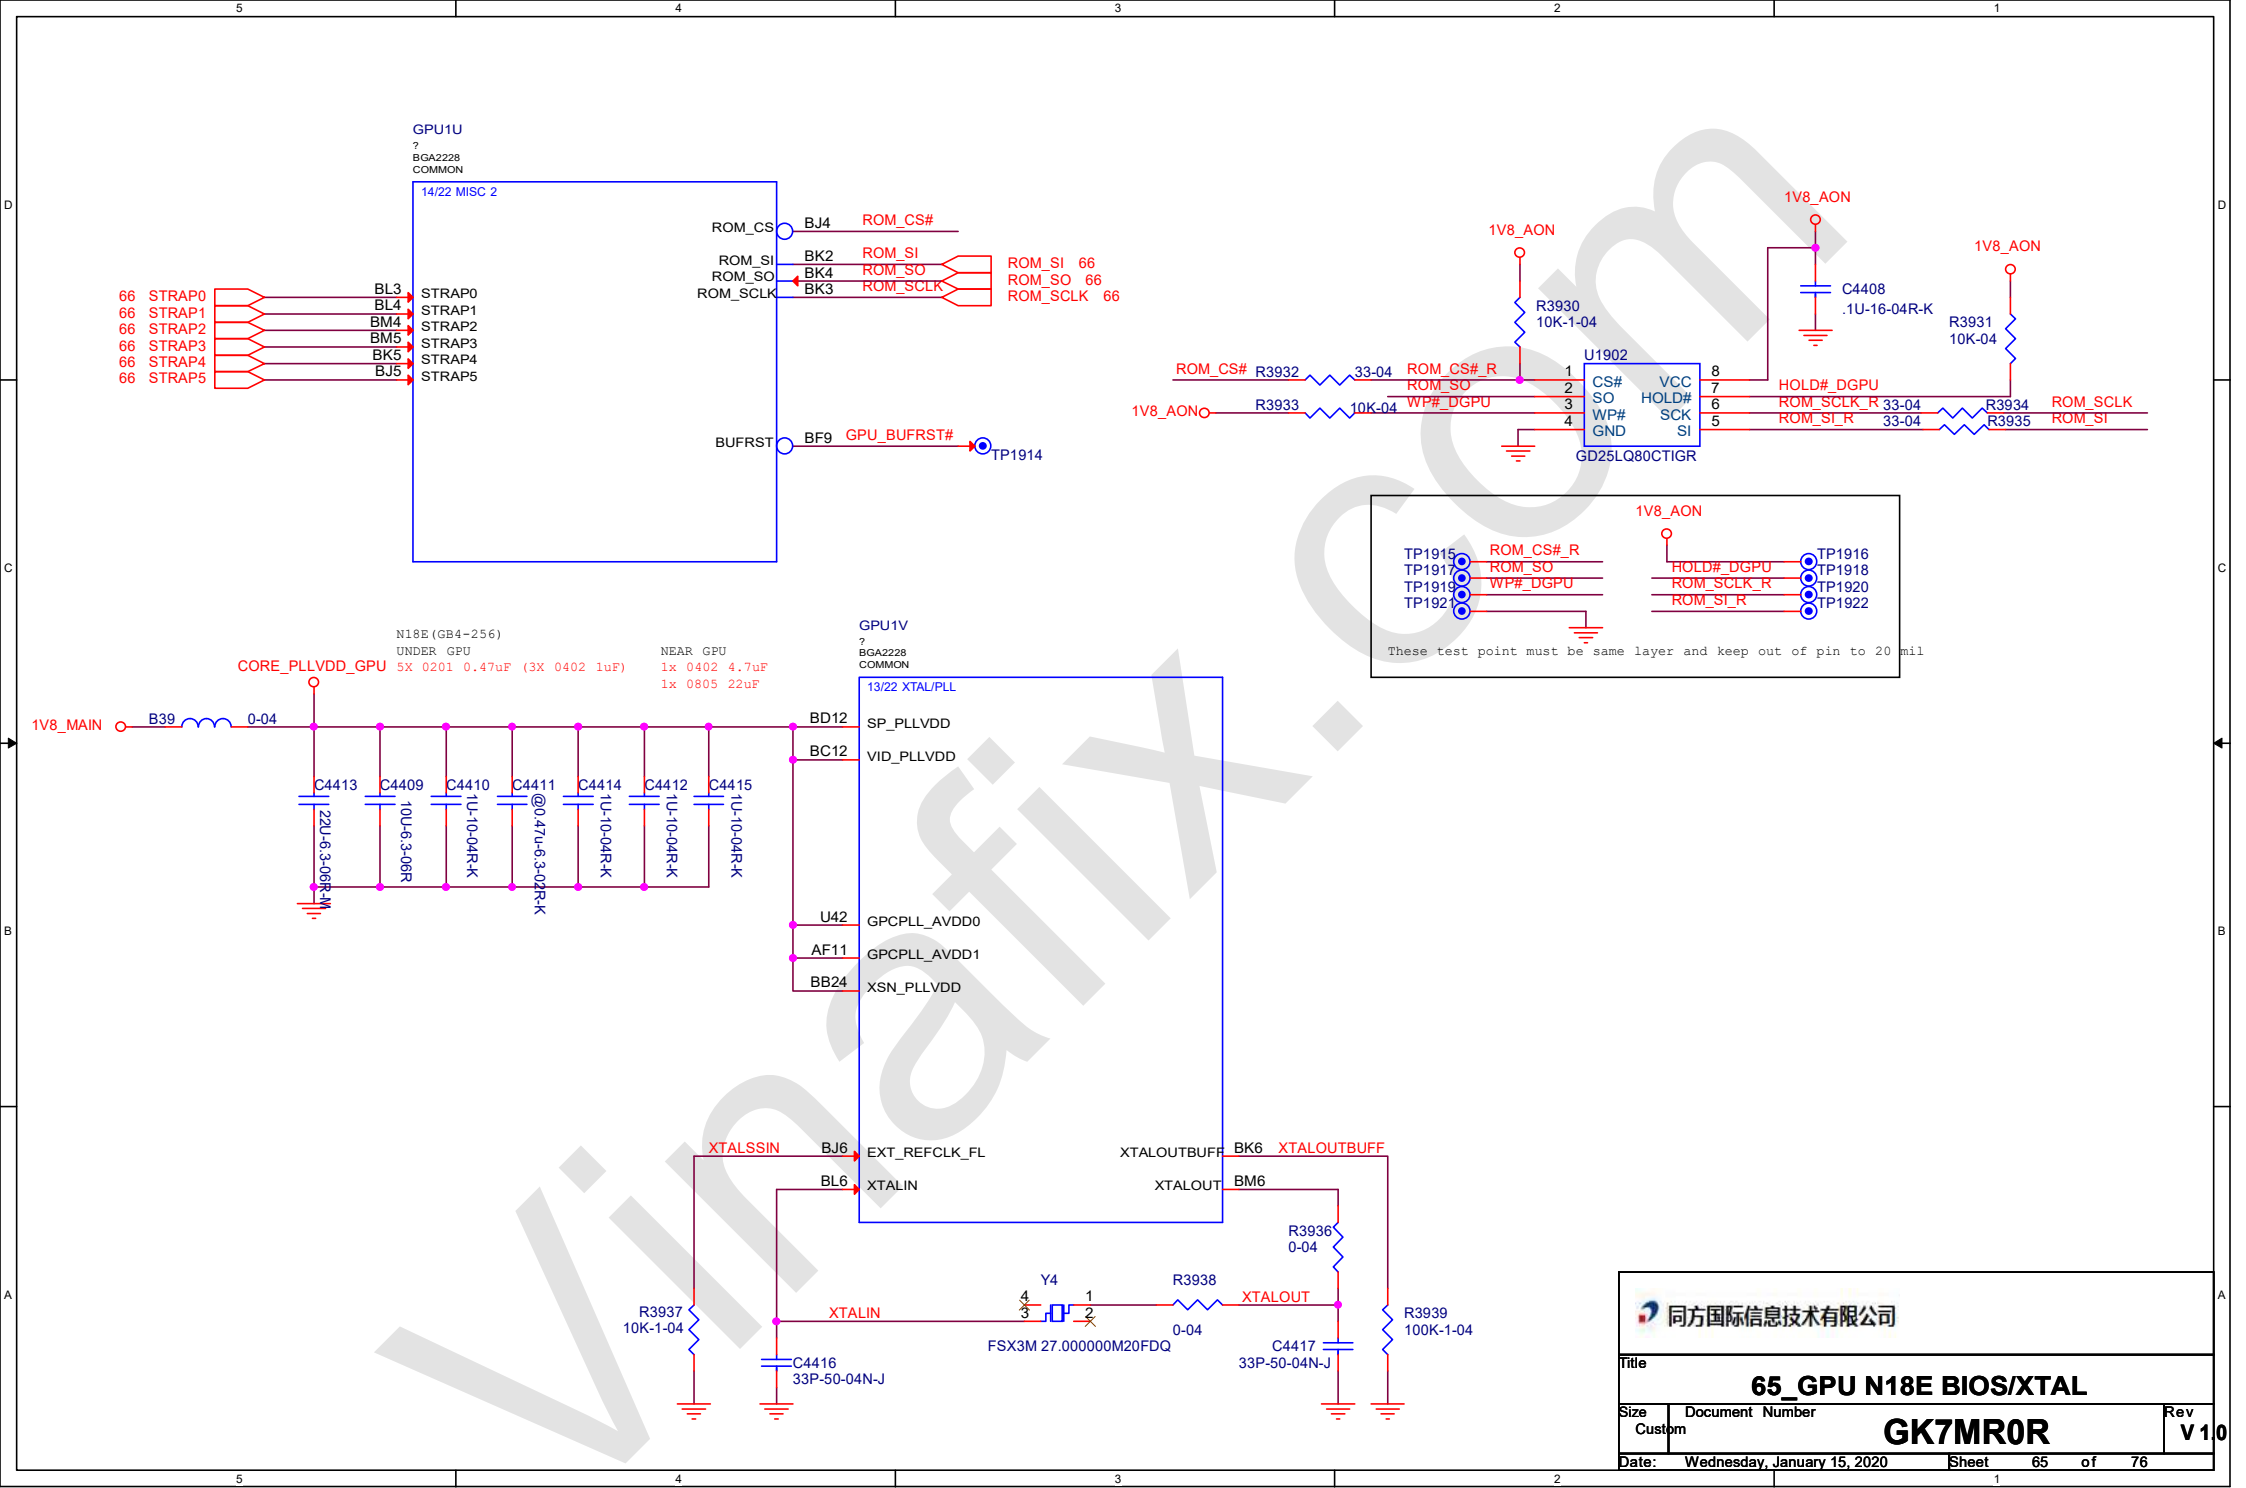 5 4 3 2 1
GPU1U
?
BGA2228
COMMON
14/22 MISC 2
ROM_CS BJ4 ROM_CS#
ROM_SI BK2 ROM_SI ROM_SI 66
ROM_SO BK4 ROM_SO ROM_SO 66
ROM_SCLK BK3 ROM_SCLK ROM_SCLK 66
66 STRAP0 BL3 STRAP0
66 STRAP1 BL4 STRAP1
66 STRAP2 BM4 STRAP2
66 STRAP3 BM5 STRAP3
66 STRAP4 BK5 STRAP4
66 STRAP5 BJ5 STRAP5
BUFRST BF9 GPU_BUFRST# TP1914
1V8_AON
1V8_AON
1V8_AON
C4408
.1U-16-04R-K
R3930
10K-1-04
R3931
10K-04
U1902
ROM_CS# R3932 33-04 ROM_CS#_R 1 CS# VCC 8
ROM_SO 2 SO HOLD# 7 HOLD#_DGPU
1V8_AON R3933 10K-04 WP#_DGPU 3 WP# SCK 6 ROM_SCLK_R 33-04 R3934 ROM_SCLK
4 GND SI 5 ROM_SI_R 33-04 R3935 ROM_SI
GD25LQ80CTIGR
1V8_AON
TP1915 ROM_CS#_R TP1916
TP1917 ROM_SO HOLD#_DGPU TP1918
TP1919 WP#_DGPU ROM_SCLK_R TP1920
TP1921 ROM_SI_R TP1922
These test point must be same layer and keep out of pin to 20 mil
N18E(GB4-256)
UNDER GPU NEAR GPU
CORE_PLLVDD_GPU 5X 0201 0.47uF (3X 0402 1uF) 1x 0402 4.7uF
1x 0805 22uF
1V8_MAIN B39 0-04
C4413 C4409 C4410 C4411 C4414 C4412 C4415
22U-6.3-06R-M
10U-6.3-06R
1U-10-04R-K
@0.47u-6.3-02R-K
1U-10-04R-K
1U-10-04R-K
1U-10-04R-K
GPU1V
?
BGA2228
COMMON
13/22 XTAL/PLL
BD12 SP_PLLVDD
BC12 VID_PLLVDD
U42 GPCPLL_AVDD0
AF11 GPCPLL_AVDD1
BB24 XSN_PLLVDD
XTALSSIN BJ6 EXT_REFCLK_FL XTALOUTBUFF BK6 XTALOUTBUFF
BL6 XTALIN XTALOUT BM6
R3936
0-04
R3937
10K-1-04
XTALIN
C4416
33P-50-04N-J
Y4
4 1
3 2
FSX3M 27.000000M20FDQ
R3938
0-04
XTALOUT
C4417
33P-50-04N-J
R3939
100K-1-04
Vinafix.com
同方国际信息技术有限公司
Title
65_GPU N18E BIOS/XTAL
Size Document Number Rev
Custom GK7MR0R V 1.0
Date: Wednesday, January 15, 2020 Sheet 65 of 76
D D
C C
B B
A A
5 4 3 2 1